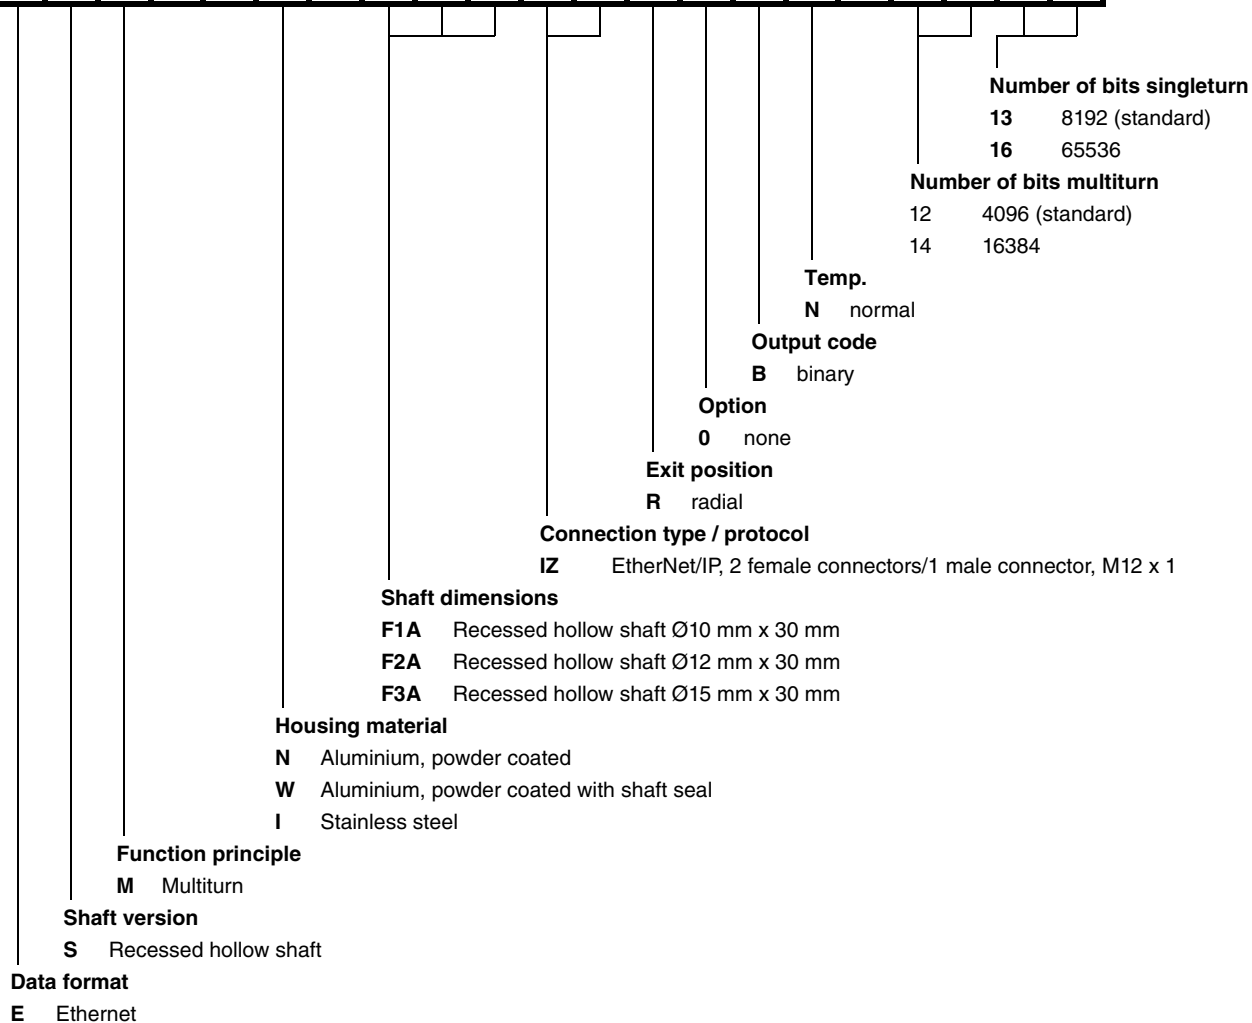 Number of bits singleturn
13 8192 (standard)
16 65536
Number of bits multiturn
12 4096 (standard)
14 16384
Temp.
N normal
Output code
B binary
Option
0 none
Exit position
R radial
Connection type / protocol
IZ EtherNet/IP, 2 female connectors/1 male connector, M12 x 1
Shaft dimensions
F1A Recessed hollow shaft Ø10 mm x 30 mm
F2A Recessed hollow shaft Ø12 mm x 30 mm
F3A Recessed hollow shaft Ø15 mm x 30 mm
Housing material
N Aluminium, powder coated
W Aluminium, powder coated with shaft seal
I Stainless steel
Function principle
M Multiturn
Shaft version
S Recessed hollow shaft
Data format
E Ethernet